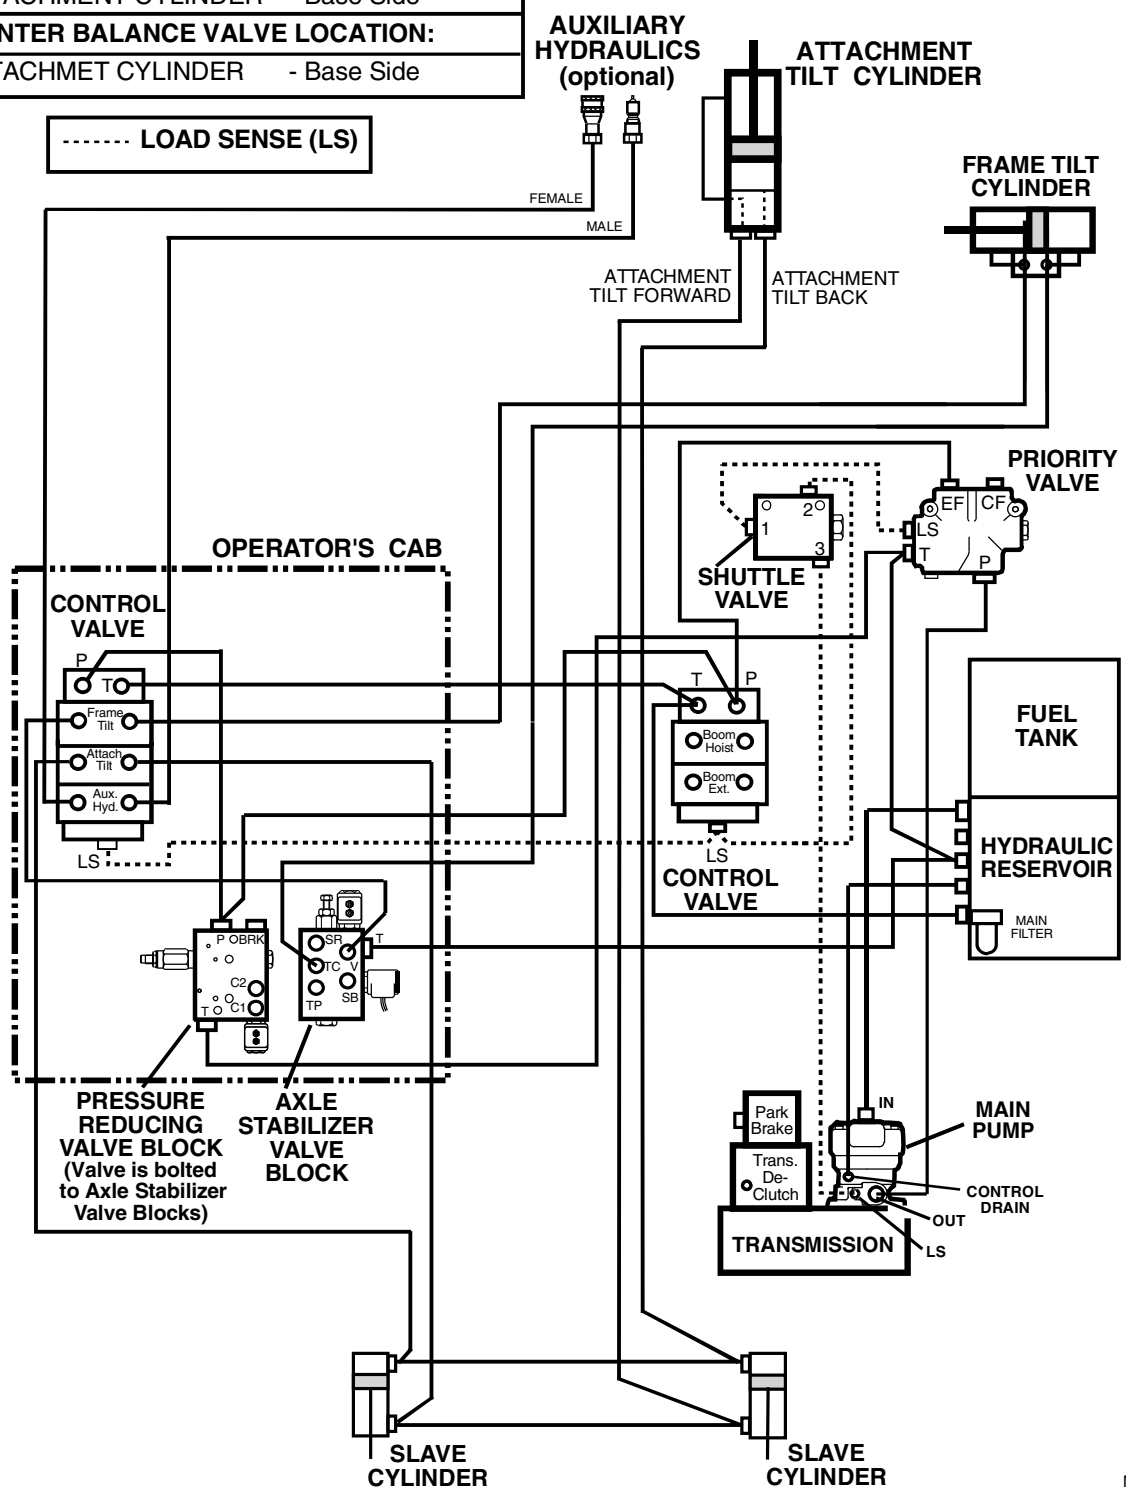 TACHMENT CYLINDER - Base Side
NTER BALANCE VALVE LOCATION:
TACHMET CYLINDER - Base Side
LOAD SENSE (LS)
AUXILIARY
HYDRAULICS
(optional)
ATTACHMENT
TILT CYLINDER
FEMALE
MALE
FRAME TILT
CYLINDER
ATTACHMENT
TILT FORWARD
ATTACHMENT
TILT BACK
PRIORITY
VALVE
EF
CF
LS
T
P
1
2
3
SHUTTLE
VALVE
OPERATOR'S CAB
CONTROL
VALVE
P
T
Frame
Tilt
Attach
Tilt
Aux.
Hyd.
LS
T
P
Boom
Hoist
Boom
Ext.
LS
CONTROL
VALVE
FUEL
TANK
HYDRAULIC
RESERVOIR
MAIN
FILTER
P
BRK
C2
C1
T
SR
T
TC
V
SB
TP
PRESSURE
REDUCING
VALVE BLOCK
(Valve is bolted
to Axle Stabilizer
Valve Blocks)
AXLE
STABILIZER
VALVE
BLOCK
Park
Brake
Trans.
De-
Clutch
TRANSMISSION
IN
MAIN
PUMP
CONTROL
DRAIN
OUT
LS
SLAVE
CYLINDER
SLAVE
CYLINDER